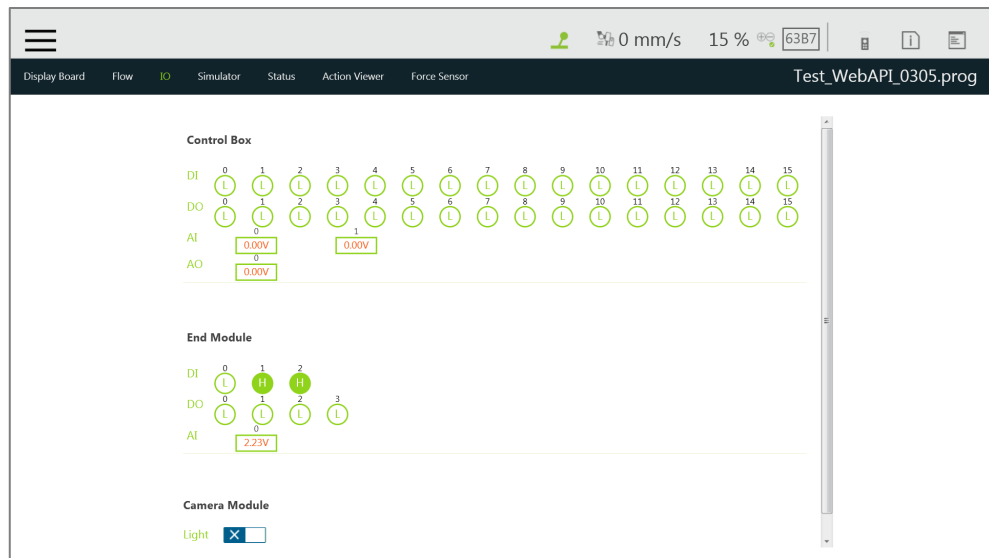 0 mm/s 15 % 63B7
Display Board Flow IO Simulator Status Action Viewer Force Sensor Test_WebAPI_0305.prog
Control Box
0 1 2 3 4 5 6 7 8 9 10 11 12 13 14 15
DI L L L L L L L L L L L L L L L L
0 1 2 3 4 5 6 7 8 9 10 11 12 13 14 15
DO L L L L L L L L L L L L L L L L
0 1
AI 0.00V 0.00V
0
AO 0.00V
End Module
0 1 2
DI L H H
0 1 2 3
DO L L L L
0
AI 2.23V
Camera Module
Light X